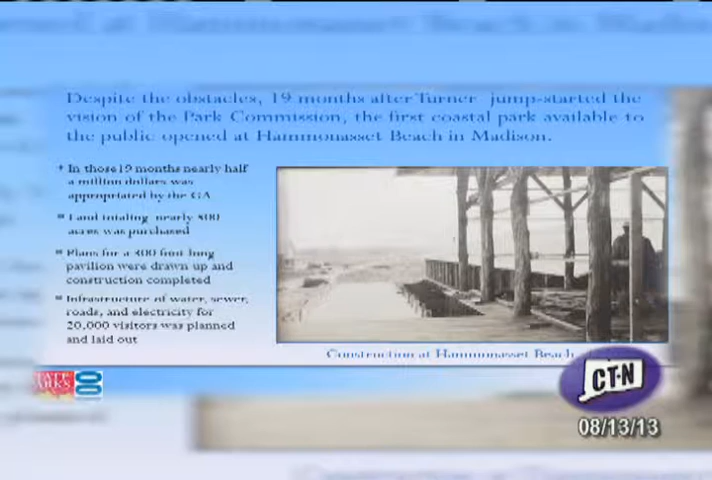 Despite the obstacles, 19 months after Turner jump-started the
vision of the Park Commission, the first coastal park available to
the public opened at Hammonasset Beach in Madison.
* In those 19 months nearly half
a million dollars was
appropriated by the GA
* Land totaling nearly 500
acres was purchased
* Plans for a 300 foot long
pavilion were drawn up and
construction completed
* Infrastructure of water, sewer,
roads, and electricity for
20,000 visitors was planned
and laid out
Construction at Hammonasset Beach
CT-N
08/13/13